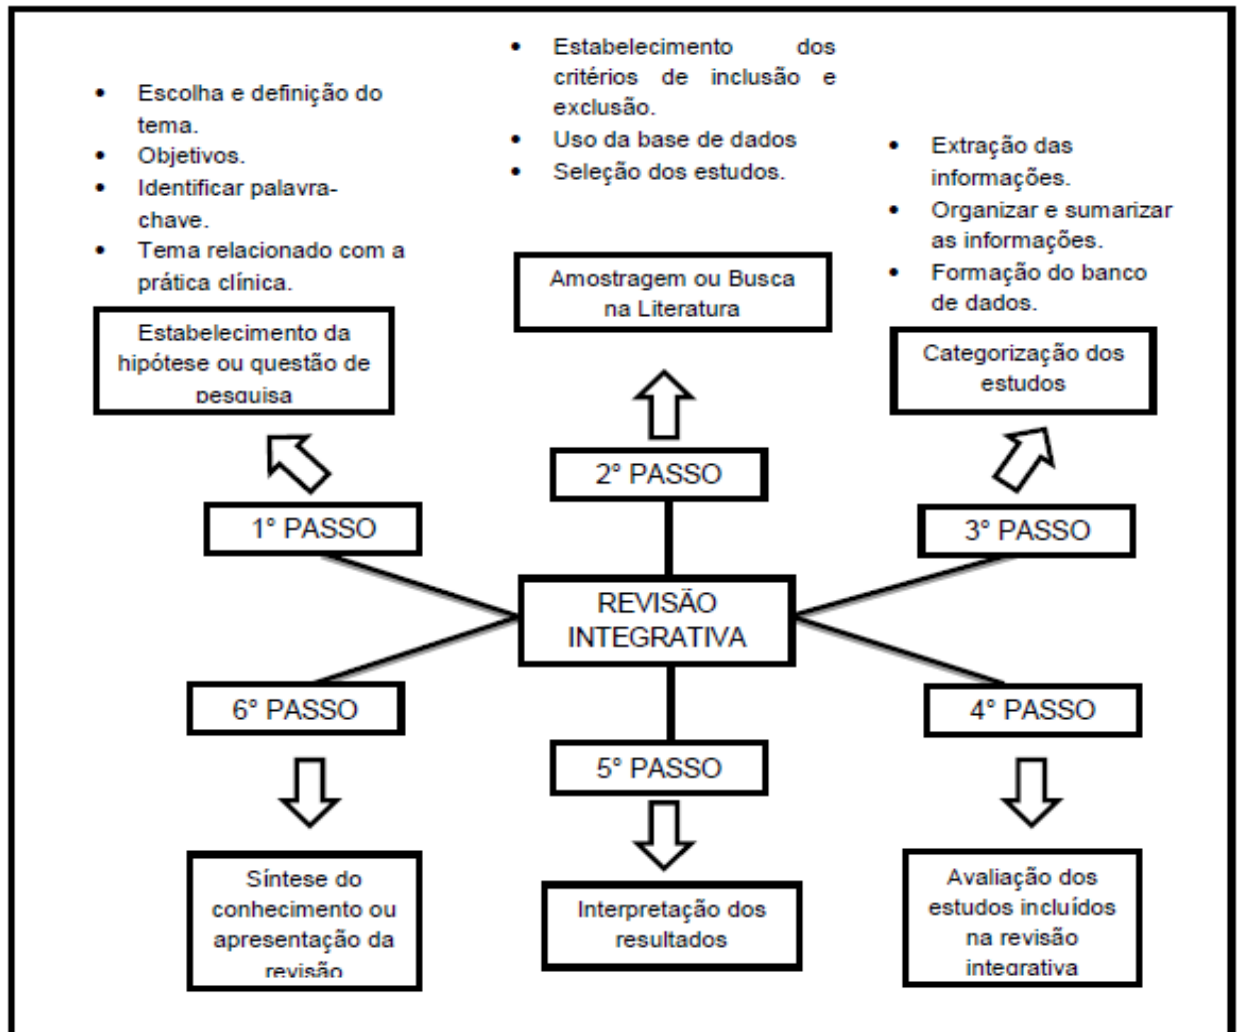 • Escolha e definição do
tema.
• Objetivos.
• Identificar palavra-
chave.
• Tema relacionado com a
prática clínica.
Estabelecimento da
hipótese ou questão de
pesquisa
1° PASSO
• Estabelecimento dos
critérios de inclusão e
exclusão.
• Uso da base de dados
• Seleção dos estudos.
Amostragem ou Busca
na Literatura
2° PASSO
• Extração das
informações.
• Organizar e sumarizar
as informações.
• Formação do banco
de dados.
Categorização dos
estudos
3° PASSO
REVISÃO
INTEGRATIVA
6° PASSO
Síntese do
conhecimento ou
apresentação da
revisão
5° PASSO
Interpretação dos
resultados
4° PASSO
Avaliação dos
estudos incluídos
na revisão
integrativa